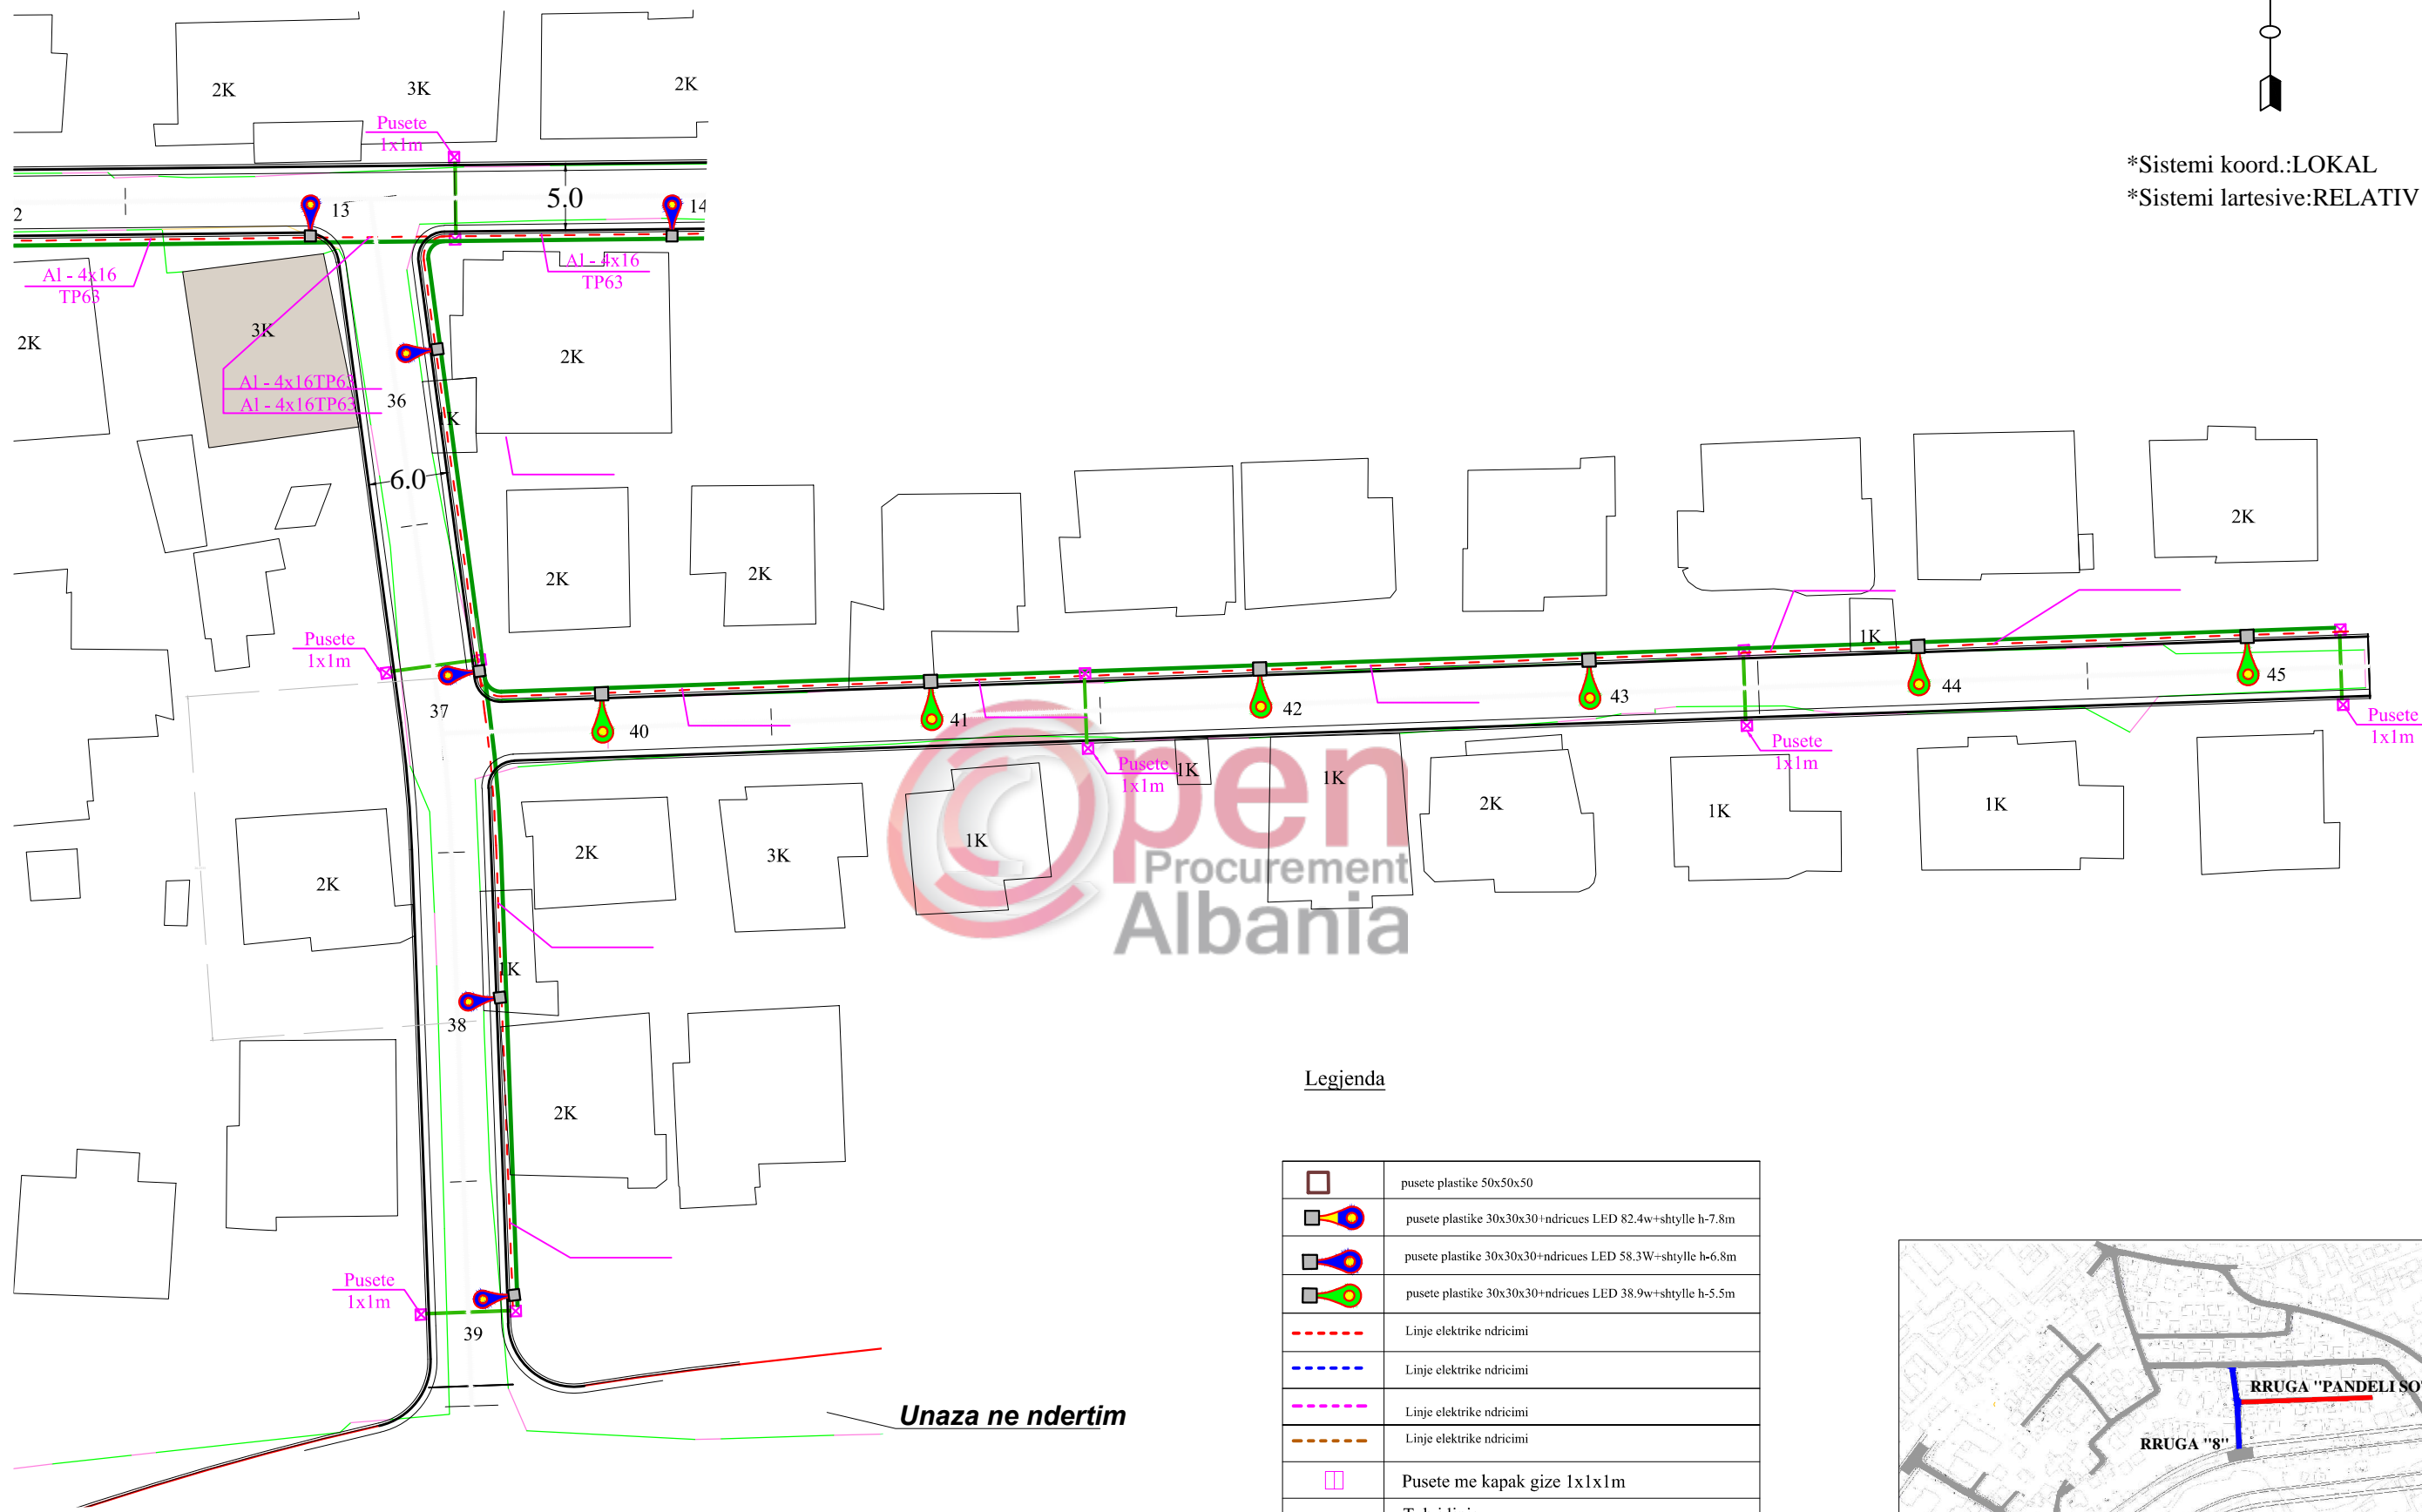 *Sistemi koord.:LOKAL
*Sistemi lartesive:RELATIV
2K
3K
2K
Pusete
1x1m
5.0
2
13
14
Al - 4x16
TP63
Al - 4x16
TP63
2K
3K
2K
Al - 4x16TP63
Al - 4x16TP63
36
1K
6.0
2K
2K
2K
Pusete
1x1m
37
40
41
42
43
1K
44
45
Pusete
1x1m
Pusete
1x1m
Pusete
1x1m
1K
1K
1K
2K
1K
1K
2K
3K
2K
Open
Procurement
Albania
1K
38
2K
Pusete
1x1m
39
Unaza ne ndertim
Legjenda
pusete plastike 50x50x50
pusete plastike 30x30x30+ndricues LED 82.4w+shtylle h-7.8m
pusete plastike 30x30x30+ndricues LED 58.3W+shtylle h-6.8m
pusete plastike 30x30x30+ndricues LED 38.9w+shtylle h-5.5m
Linje elektrike ndricimi
Linje elektrike ndricimi
Linje elektrike ndricimi
Linje elektrike ndricimi
Pusete me kapak gize 1x1x1m
RRUGA "PANDELI SO
RRUGA "8"